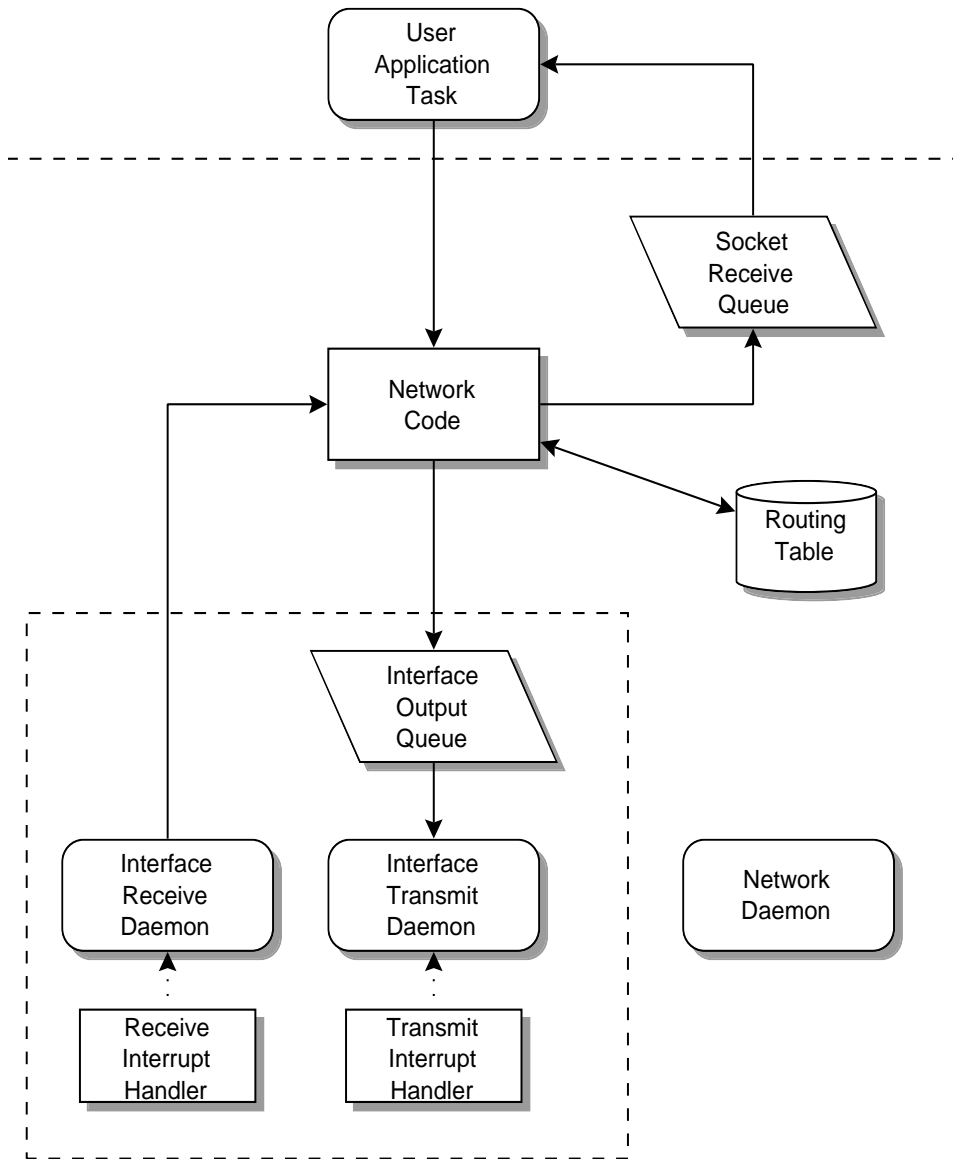 User
Application
Task
Socket
Receive
Queue
Network
Code
Routing
Table
Interface
Output
Queue
Interface
Receive
Daemon
Interface
Transmit
Daemon
Network
Daemon
Receive
Interrupt
Handler
Transmit
Interrupt
Handler